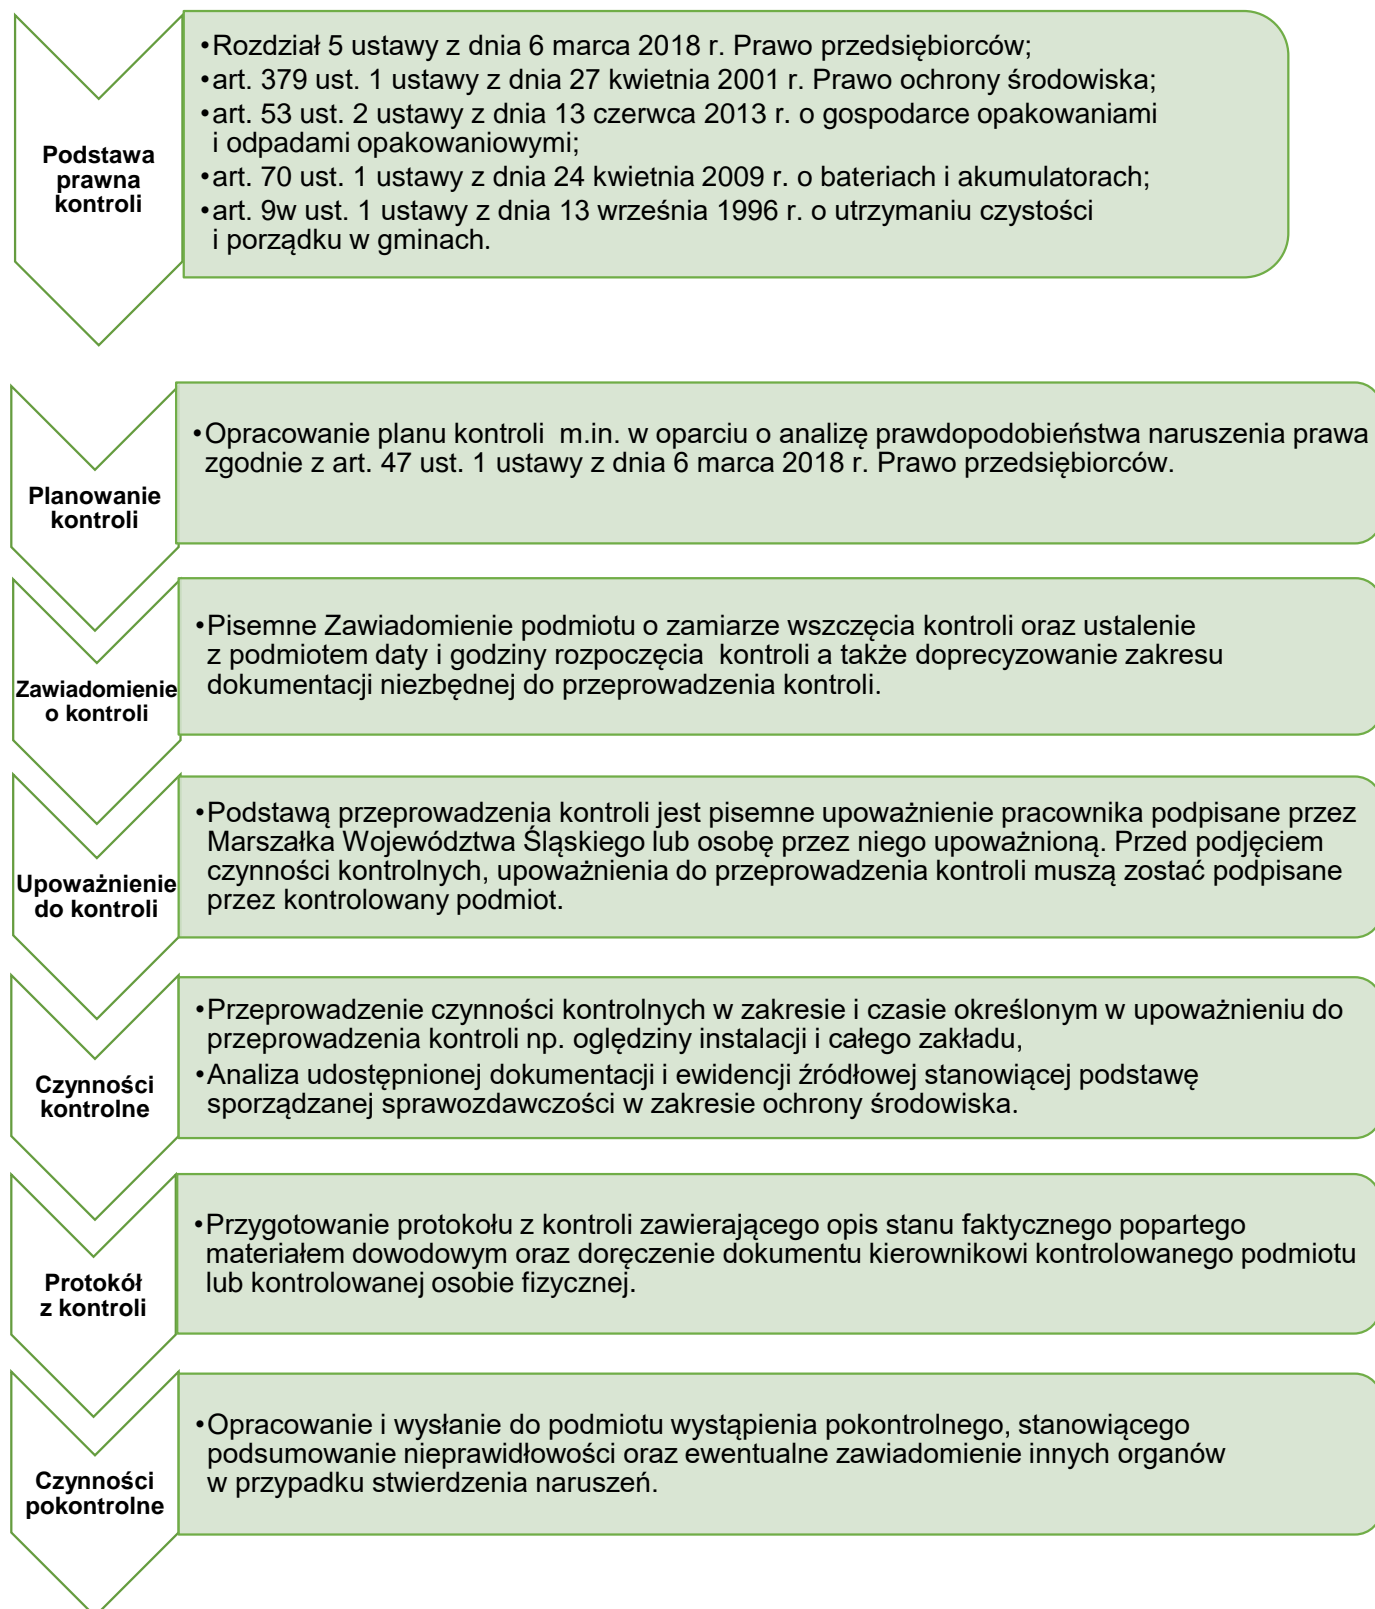 Podstawa
prawna
kontroli
•Rozdział 5 ustawy z dnia 6 marca 2018 r. Prawo przedsiębiorców;
•art. 379 ust. 1 ustawy z dnia 27 kwietnia 2001 r. Prawo ochrony środowiska;
•art. 53 ust. 2 ustawy z dnia 13 czerwca 2013 r. o gospodarce opakowaniami
i odpadami opakowaniowymi;
•art. 70 ust. 1 ustawy z dnia 24 kwietnia 2009 r. o bateriach i akumulatorach;
•art. 9w ust. 1 ustawy z dnia 13 września 1996 r. o utrzymaniu czystości
i porządku w gminach.
Planowanie
kontroli
•Opracowanie planu kontroli  m.in. w oparciu o analizę prawdopodobieństwa naruszenia prawa
zgodnie z art. 47 ust. 1 ustawy z dnia 6 marca 2018 r. Prawo przedsiębiorców.
Zawiadomienie
o kontroli
•Pisemne Zawiadomienie podmiotu o zamiarze wszczęcia kontroli oraz ustalenie
z podmiotem daty i godziny rozpoczęcia  kontroli a także doprecyzowanie zakresu
dokumentacji niezbędnej do przeprowadzenia kontroli.
Upoważnienie
do kontroli
•Podstawą przeprowadzenia kontroli jest pisemne upoważnienie pracownika podpisane przez
Marszałka Województwa Śląskiego lub osobę przez niego upoważnioną. Przed podjęciem
czynności kontrolnych, upoważnienia do przeprowadzenia kontroli muszą zostać podpisane
przez kontrolowany podmiot.
Czynności
kontrolne
•Przeprowadzenie czynności kontrolnych w zakresie i czasie określonym w upoważnieniu do
przeprowadzenia kontroli np. oględziny instalacji i całego zakładu,
•Analiza udostępnionej dokumentacji i ewidencji źródłowej stanowiącej podstawę
sporządzanej sprawozdawczości w zakresie ochrony środowiska.
Protokół
z kontroli
•Przygotowanie protokołu z kontroli zawierającego opis stanu faktycznego popartego
materiałem dowodowym oraz doręczenie dokumentu kierownikowi kontrolowanego podmiotu
lub kontrolowanej osobie fizycznej.
Czynności
pokontrolne
•Opracowanie i wysłanie do podmiotu wystąpienia pokontrolnego, stanowiącego
podsumowanie nieprawidłowości oraz ewentualne zawiadomienie innych organów
w przypadku stwierdzenia naruszeń.